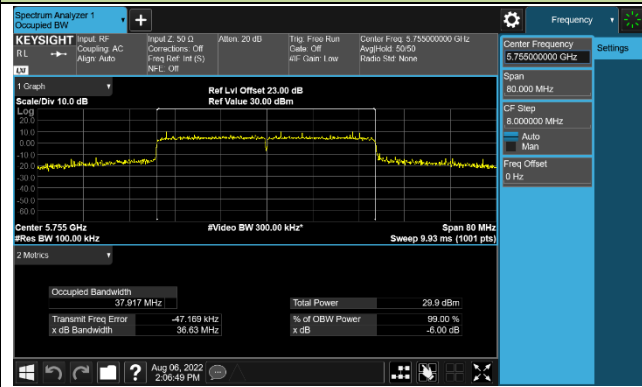 Spectrum Analyzer 1
Occupied BW
+
Frequency
KEYSIGHT
RL
LXI
Input: RF
Coupling: AC
Align: Auto
Input Z: 50 Ω
Corrections: Off
Freq Ref: Int (S)
NFE: Off
Atten: 20 dB
Trig: Free Run
Gate: Off
#IF Gain: Low
Center Freq: 5.755000000 GHz
Avg|Hold: 50/50
Radio Std: None
Center Frequency
5.755000000 GHz
Settings
Span
80.000 MHz
CF Step
8.000000 MHz
Auto
Man
Freq Offset
0 Hz
1 Graph
Scale/Div 10.0 dB
Ref Lvl Offset 23.00 dB
Ref Value 30.00 dBm
Log
20.0
10.0
0.00
-10.0
-20.0
-30.0
-40.0
-50.0
-60.0
Center 5.755 GHz
#Res BW 100.00 kHz
#Video BW 300.00 kHz*
Span 80 MHz
Sweep 9.93 ms (1001 pts)
2 Metrics
Occupied Bandwidth
37.917 MHz
Total Power 29.9 dBm
Transmit Freq Error -47.169 kHz % of OBW Power 99.00 %
x dB Bandwidth 36.63 MHz x dB -6.00 dB
?
Aug 06, 2022
2:06:49 PM